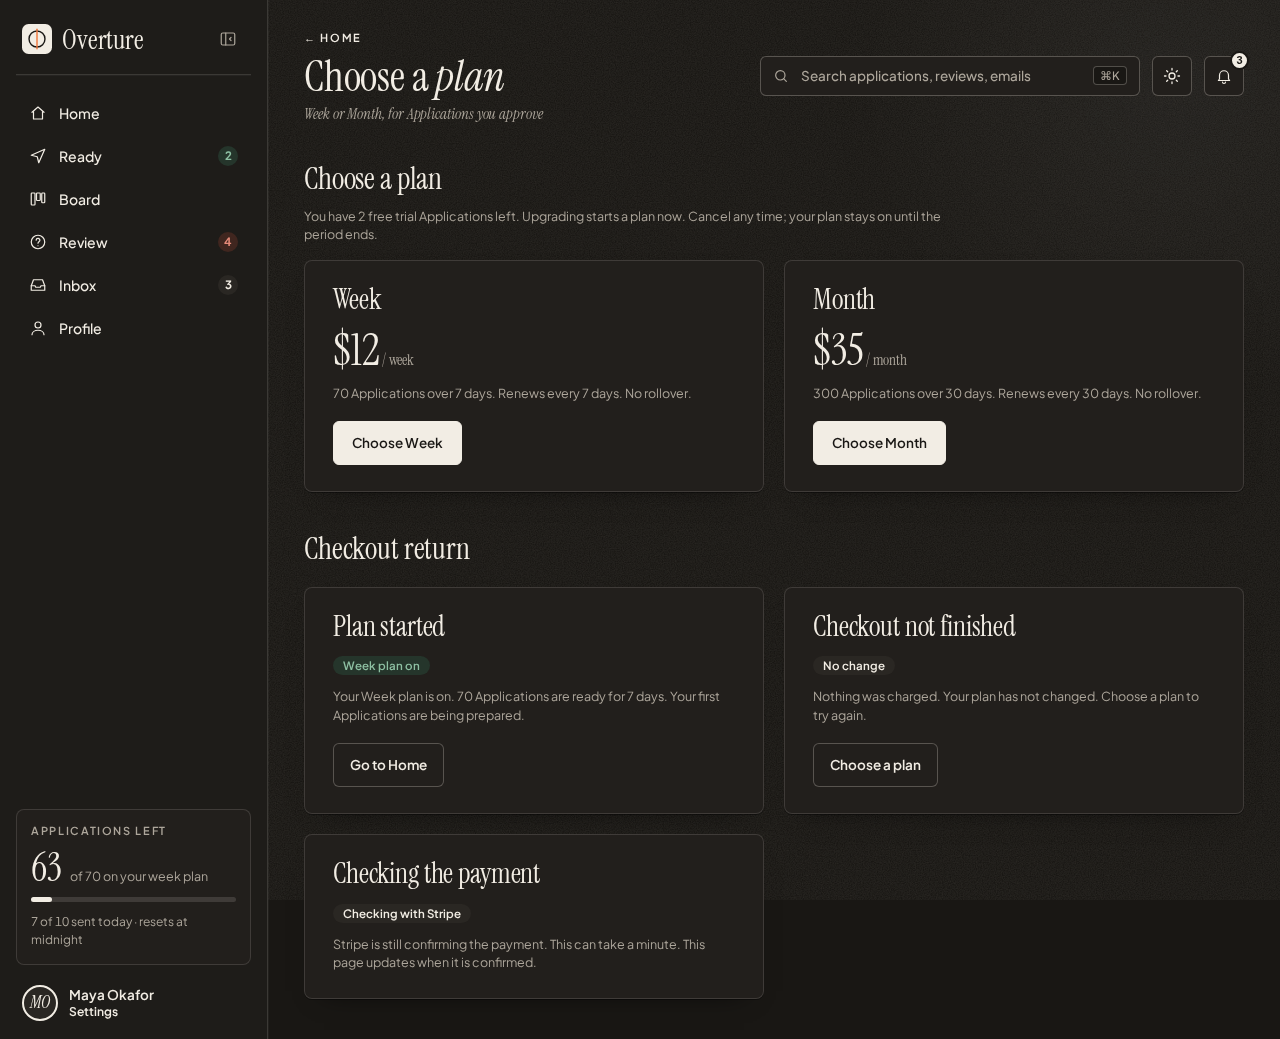 Overture
Home
Ready 2
Board
Review 4
Inbox 3
Profile
APPLICATIONS LEFT
63 of 70 on your week plan
7 of 10 sent today · resets at
midnight
MO
Maya Okafor
Settings
← HOME
Choose a plan
Week or Month, for Applications you approve
Search applications, reviews, emails ⌘K
3
Choose a plan
You have 2 free trial Applications left. Upgrading starts a plan now. Cancel any time; your plan stays on until the
period ends.
Week
$12 / week
70 Applications over 7 days. Renews every 7 days. No rollover.
Choose Week
Month
$35 / month
300 Applications over 30 days. Renews every 30 days. No rollover.
Choose Month
Checkout return
Plan started
Week plan on
Your Week plan is on. 70 Applications are ready for 7 days. Your first
Applications are being prepared.
Go to Home
Checkout not finished
No change
Nothing was charged. Your plan has not changed. Choose a plan to
try again.
Choose a plan
Checking the payment
Checking with Stripe
Stripe is still confirming the payment. This can take a minute. This
page updates when it is confirmed.